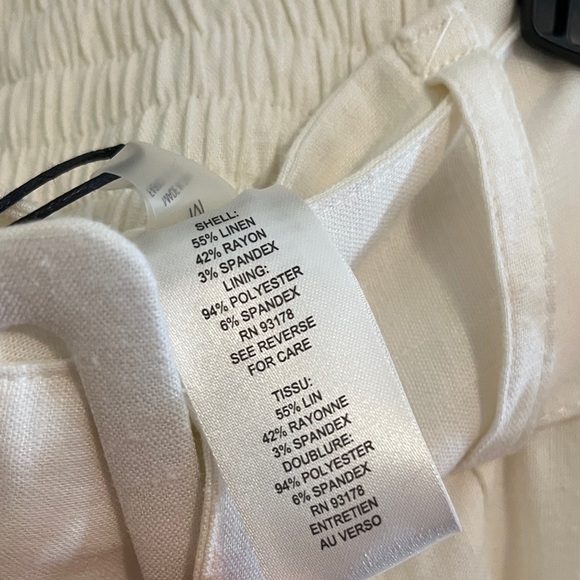 SHELL:
55% LINEN
42% RAYON
3% SPANDEX
LINING:
94% POLYESTER
6% SPANDEX
RN 93178
SEE REVERSE
FOR CARE
TISSU:
55% LIN
42% RAYONNE
3% SPANDEX
DOUBLURE:
94% POLYESTER
6% SPANDEX
RN 93178
ENTRETIEN
AU VERSO